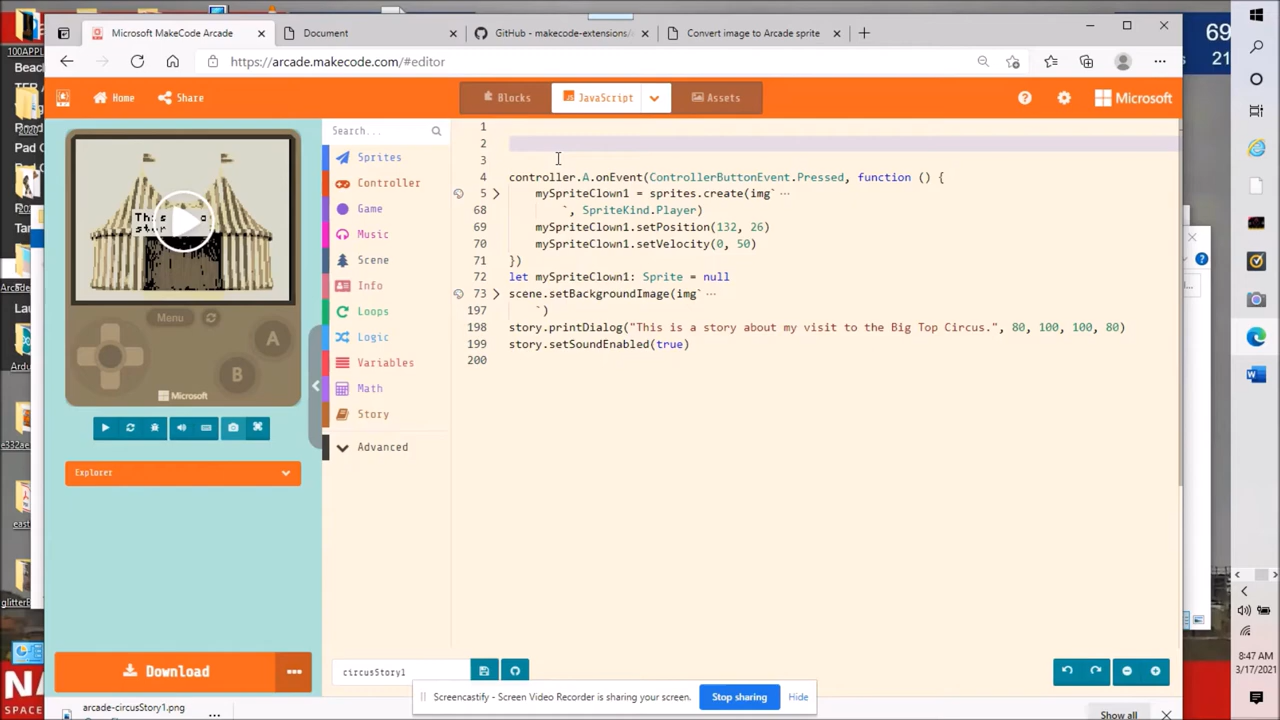 Microsoft MakeCode Arcade
Document
GitHub - makecode-extensions/
Convert image to Arcade sprite
https://arcade.makecode.com/#editor
Home
Share
Blocks
JavaScript
Assets
Microsoft
Search...
Sprites
Controller
Game
Music
Scene
Info
Loops
Logic
Variables
Math
Story
Advanced
1
2
3
4 controller.A.onEvent(ControllerButtonEvent.Pressed, function () {
5 mySpriteClown1 = sprites.create(img` ...
68 `, SpriteKind.Player)
69 mySpriteClown1.setPosition(132, 26)
70 mySpriteClown1.setVelocity(0, 50)
71 })
72 let mySpriteClown1: Sprite = null
73 scene.setBackgroundImage(img` ...
197 `)
198 story.printDialog("This is a story about my visit to the Big Top Circus.", 80, 100, 100, 80)
199 story.setSoundEnabled(true)
200
Menu
A
B
Microsoft
Explorer
Download
circusStory1
Screencastify - Screen Video Recorder is sharing your screen.
Stop sharing
Hide
arcade-circusStory1.png
Show all
8:47 AM
3/17/2021
69
21
100APPL
Beach